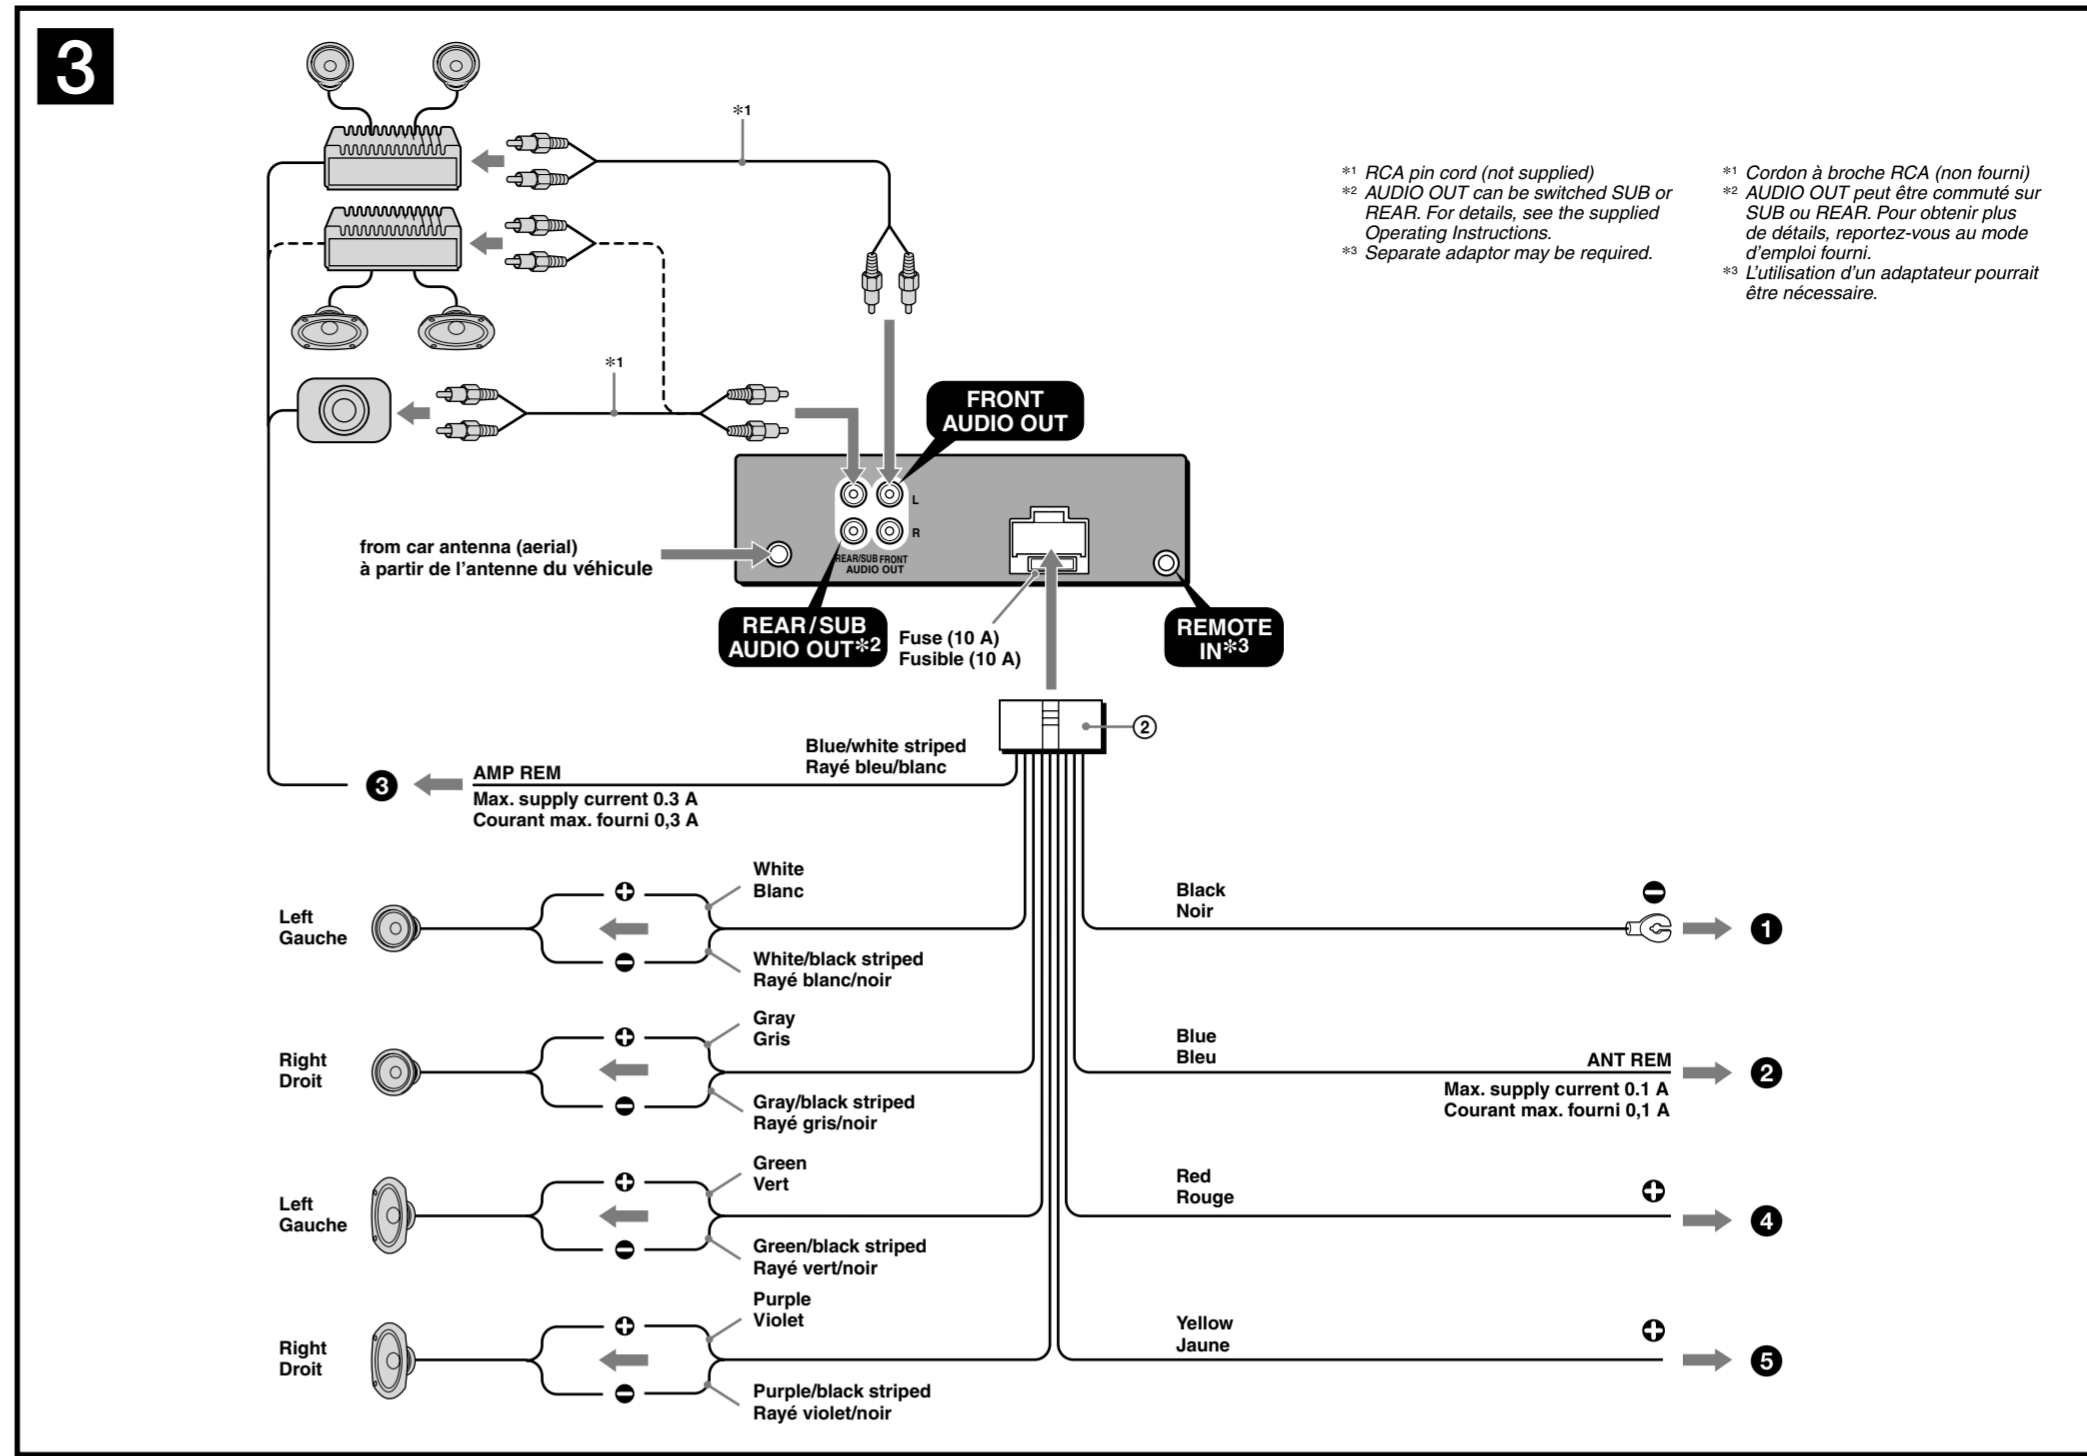 3
*1
*1 RCA pin cord (not supplied)
*2 AUDIO OUT can be switched SUB or
REAR. For details, see the supplied
Operating Instructions.
*3 Separate adaptor may be required.
*1 Cordon à broche RCA (non fourni)
*2 AUDIO OUT peut être commuté sur
SUB ou REAR. Pour obtenir plus
de détails, reportez-vous au mode
d'emploi fourni.
*3 L'utilisation d'un adaptateur pourrait
être nécessaire.
*1
FRONT
AUDIO OUT
L
R
REAR/SUB FRONT
AUDIO OUT
from car antenna (aerial)
à partir de l'antenne du véhicule
REAR/SUB
AUDIO OUT*2
Fuse (10 A)
Fusible (10 A)
REMOTE
IN*3
②
Blue/white striped
Rayé bleu/blanc
❸
AMP REM
Max. supply current 0.3 A
Courant max. fourni 0,3 A
Left
Gauche
+
−
White
Blanc
White/black striped
Rayé blanc/noir
Black
Noir
−
❶
Right
Droit
+
−
Gray
Gris
Gray/black striped
Rayé gris/noir
Blue
Bleu
ANT REM
Max. supply current 0.1 A
Courant max. fourni 0,1 A
❷
Left
Gauche
+
−
Green
Vert
Green/black striped
Rayé vert/noir
Red
Rouge
+
❹
Right
Droit
+
−
Purple
Violet
Purple/black striped
Rayé violet/noir
Yellow
Jaune
+
❺